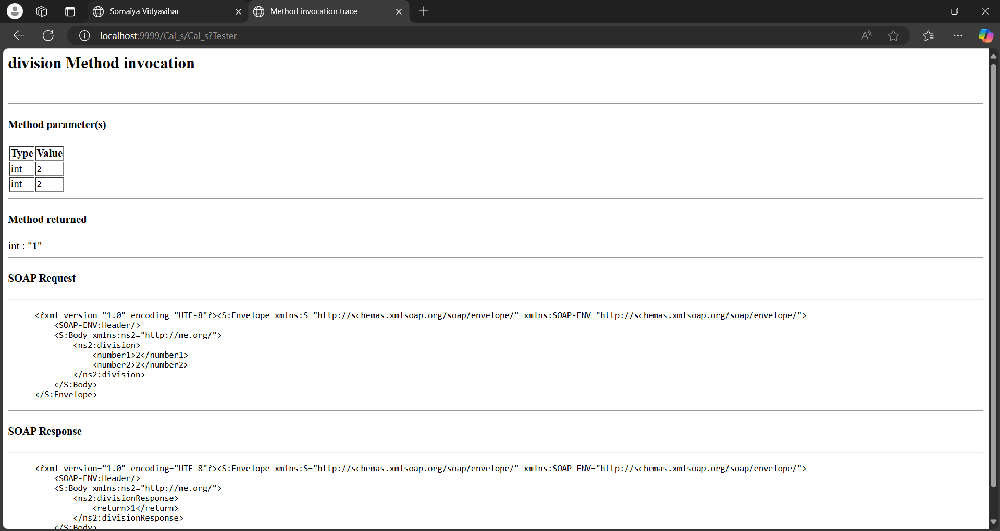 Somaiya Vidyavihar
Method invocation trace
localhost:9999/Cal_s/Cal_s?Tester
division Method invocation
Method parameter(s)
Type Value
int 2
int 2
Method returned
int : "1"
SOAP Request
<?xml version="1.0" encoding="UTF-8"?><S:Envelope xmlns:S="http://schemas.xmlsoap.org/soap/envelope/" xmlns:SOAP-ENV="http://schemas.xmlsoap.org/soap/envelope/">
<SOAP-ENV:Header/>
<S:Body xmlns:ns2="http://me.org/">
<ns2:division>
<number1>2</number1>
<number2>2</number2>
</ns2:division>
</S:Body>
</S:Envelope>
SOAP Response
<?xml version="1.0" encoding="UTF-8"?><S:Envelope xmlns:S="http://schemas.xmlsoap.org/soap/envelope/" xmlns:SOAP-ENV="http://schemas.xmlsoap.org/soap/envelope/">
<SOAP-ENV:Header/>
<S:Body xmlns:ns2="http://me.org/">
<ns2:divisionResponse>
<return>1</return>
</ns2:divisionResponse>
</S:Body>